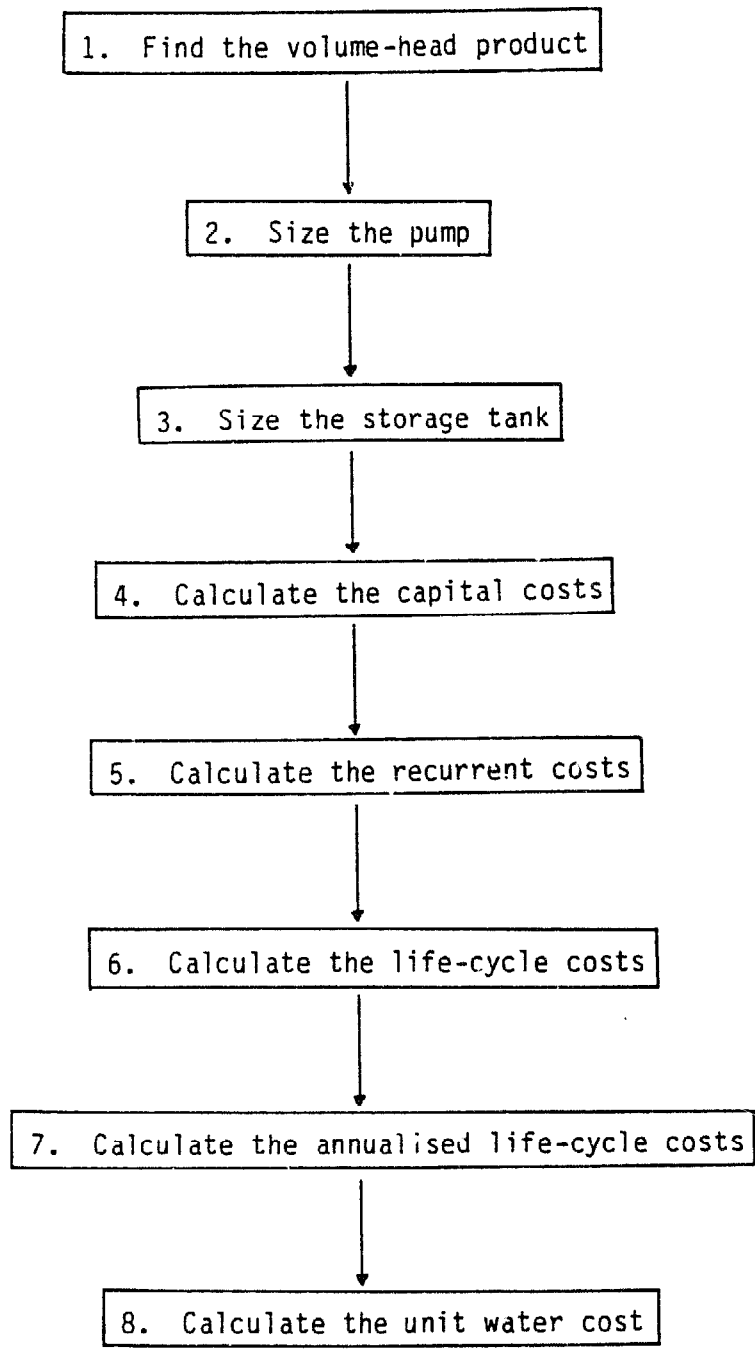 1. Find the volume-head product
2. Size the pump
3. Size the storage tank
4. Calculate the capital costs
5. Calculate the recurrent costs
6. Calculate the life-cycle costs
7. Calculate the annualised life-cycle costs
8. Calculate the unit water cost